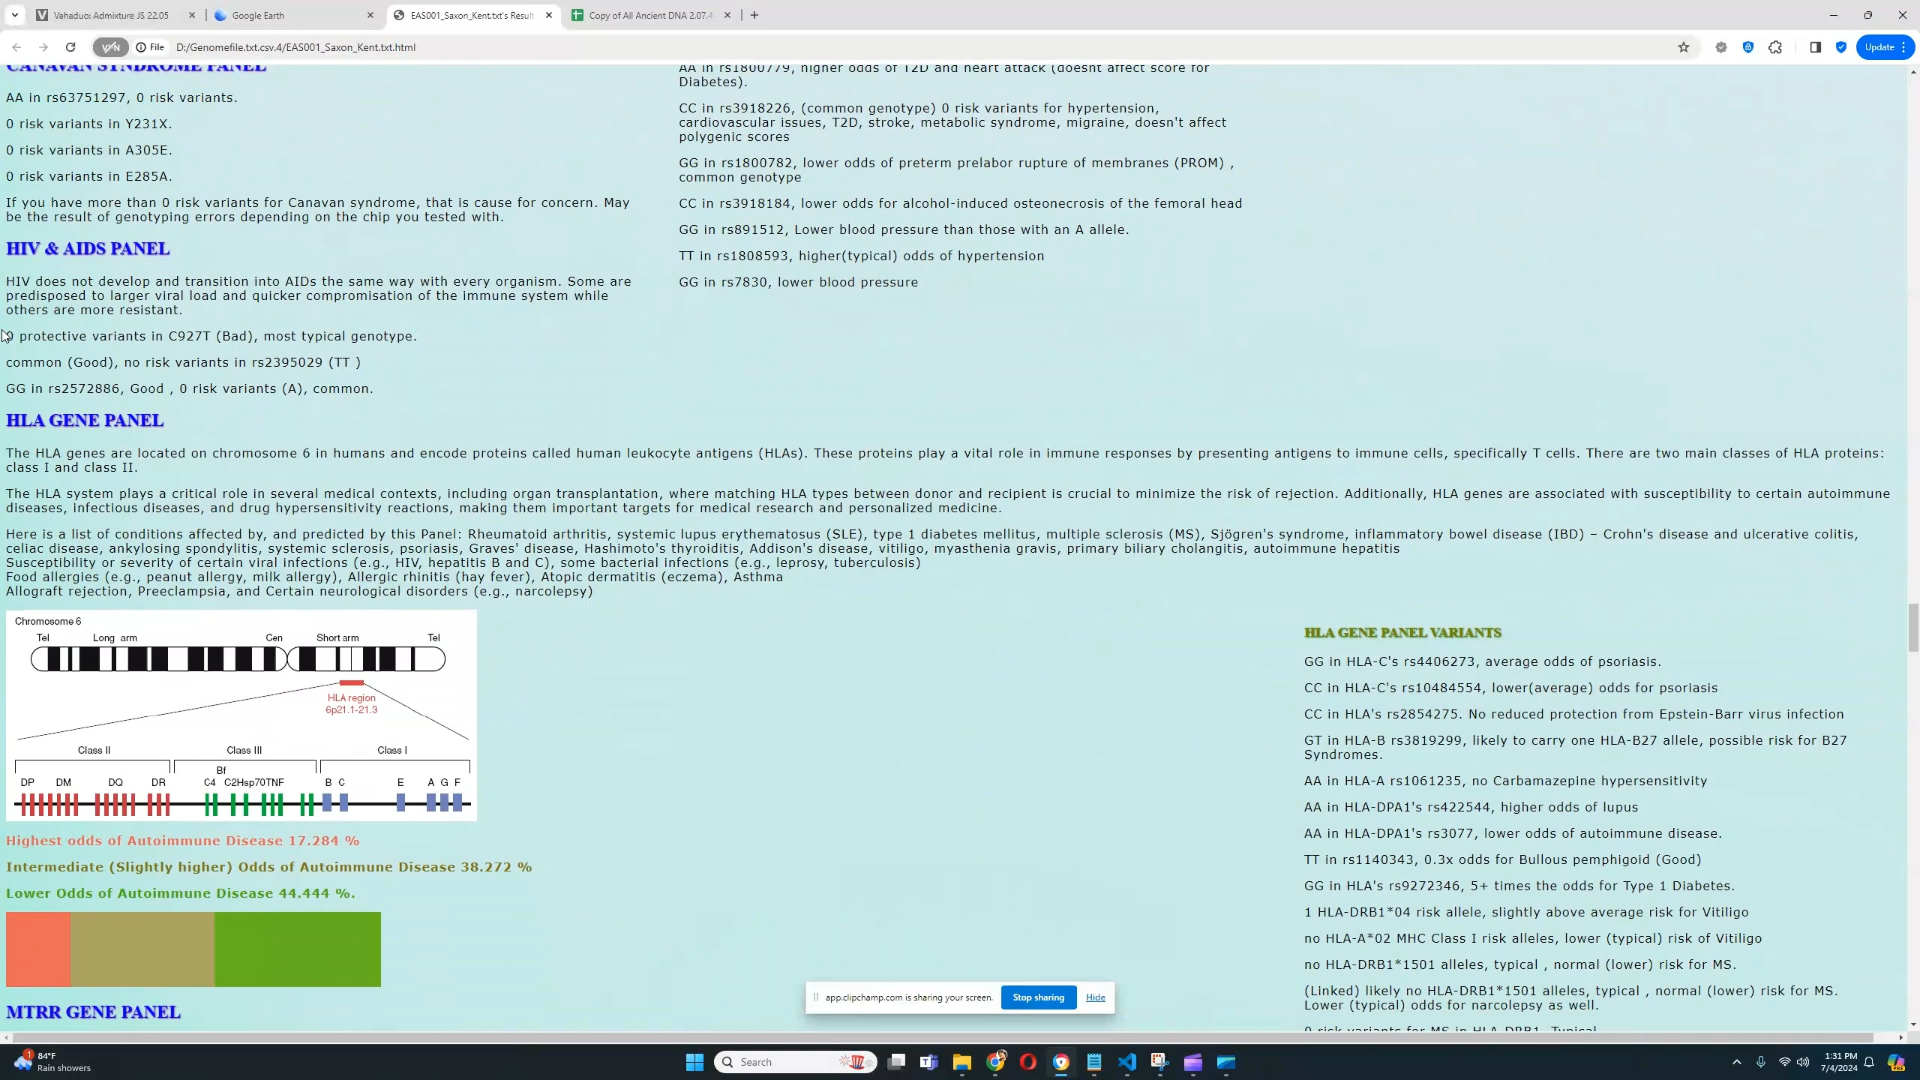 Vahaduo: Admixture JS 22.05
Google Earth
EAS001_Saxon_Kent.txt's Result
Copy of All Ancient DNA 2.07.4
File
D:/Genomefile.txt.csv.4/EAS001_Saxon_Kent.txt.html
Update
CANAVAN SYNDROME PANEL
AA in rs63751297, 0 risk variants.
0 risk variants in Y231X.
0 risk variants in A305E.
0 risk variants in E285A.
If you have more than 0 risk variants for Canavan syndrome, that is cause for concern. May
be the result of genotyping errors depending on the chip you tested with.
HIV & AIDS PANEL
HIV does not develop and transition into AIDs the same way with every organism. Some are
predisposed to larger viral load and quicker compromisation of the immune system while
others are more resistant.
0 protective variants in C927T (Bad), most typical genotype.
common (Good), no risk variants in rs2395029 (TT )
GG in rs2572886, Good , 0 risk variants (A), common.
AA in rs1800779, higher odds of T2D and heart attack (doesnt affect score for
Diabetes).
CC in rs3918226, (common genotype) 0 risk variants for hypertension,
cardiovascular issues, T2D, stroke, metabolic syndrome, migraine, doesn't affect
polygenic scores
GG in rs1800782, lower odds of preterm prelabor rupture of membranes (PROM) ,
common genotype
CC in rs3918184, lower odds for alcohol-induced osteonecrosis of the femoral head
GG in rs891512, Lower blood pressure than those with an A allele.
TT in rs1808593, higher(typical) odds of hypertension
GG in rs7830, lower blood pressure
HLA GENE PANEL
The HLA genes are located on chromosome 6 in humans and encode proteins called human leukocyte antigens (HLAs). These proteins play a vital role in immune responses by presenting antigens to immune cells, specifically T cells. There are two main classes of HLA proteins:
class I and class II.
The HLA system plays a critical role in several medical contexts, including organ transplantation, where matching HLA types between donor and recipient is crucial to minimize the risk of rejection. Additionally, HLA genes are associated with susceptibility to certain autoimmune
diseases, infectious diseases, and drug hypersensitivity reactions, making them important targets for medical research and personalized medicine.
Here is a list of conditions affected by, and predicted by this Panel: Rheumatoid arthritis, systemic lupus erythematosus (SLE), type 1 diabetes mellitus, multiple sclerosis (MS), Sjögren's syndrome, inflammatory bowel disease (IBD) – Crohn's disease and ulcerative colitis,
celiac disease, ankylosing spondylitis, systemic sclerosis, psoriasis, Graves' disease, Hashimoto's thyroiditis, Addison's disease, vitiligo, myasthenia gravis, primary biliary cholangitis, autoimmune hepatitis
Susceptibility or severity of certain viral infections (e.g., HIV, hepatitis B and C), some bacterial infections (e.g., leprosy, tuberculosis)
Food allergies (e.g., peanut allergy, milk allergy), Allergic rhinitis (hay fever), Atopic dermatitis (eczema), Asthma
Allograft rejection, Preeclampsia, and Certain neurological disorders (e.g., narcolepsy)
Chromosome 6
Tel Long arm Cen Short arm Tel
HLA region
6p21.1-21.3
Class II Class III Class I
Bf
DP DM DQ DR C4 C2Hsp70TNF B C E A G F
Highest odds of Autoimmune Disease 17.284 %
Intermediate (Slightly higher) Odds of Autoimmune Disease 38.272 %
Lower Odds of Autoimmune Disease 44.444 %.
MTRR GENE PANEL
HLA GENE PANEL VARIANTS
GG in HLA-C's rs4406273, average odds of psoriasis.
CC in HLA-C's rs10484554, lower(average) odds for psoriasis
CC in HLA's rs2854275. No reduced protection from Epstein-Barr virus infection
GT in HLA-B rs3819299, likely to carry one HLA-B27 allele, possible risk for B27
Syndromes.
AA in HLA-A rs1061235, no Carbamazepine hypersensitivity
AA in HLA-DPA1's rs422544, higher odds of lupus
AA in HLA-DPA1's rs3077, lower odds of autoimmune disease.
TT in rs1140343, 0.3x odds for Bullous pemphigoid (Good)
GG in HLA's rs9272346, 5+ times the odds for Type 1 Diabetes.
1 HLA-DRB1*04 risk allele, slightly above average risk for Vitiligo
no HLA-A*02 MHC Class I risk alleles, lower (typical) risk of Vitiligo
no HLA-DRB1*1501 alleles, typical , normal (lower) risk for MS.
(Linked) likely no HLA-DRB1*1501 alleles, typical , normal (lower) risk for MS.
Lower (typical) odds for narcolepsy as well.
0 risk variants for MS in HLA-DRB1. Typical
app.clipchamp.com is sharing your screen.
Stop sharing
Hide
1
84°F
Rain showers
Search
1:31 PM
7/4/2024